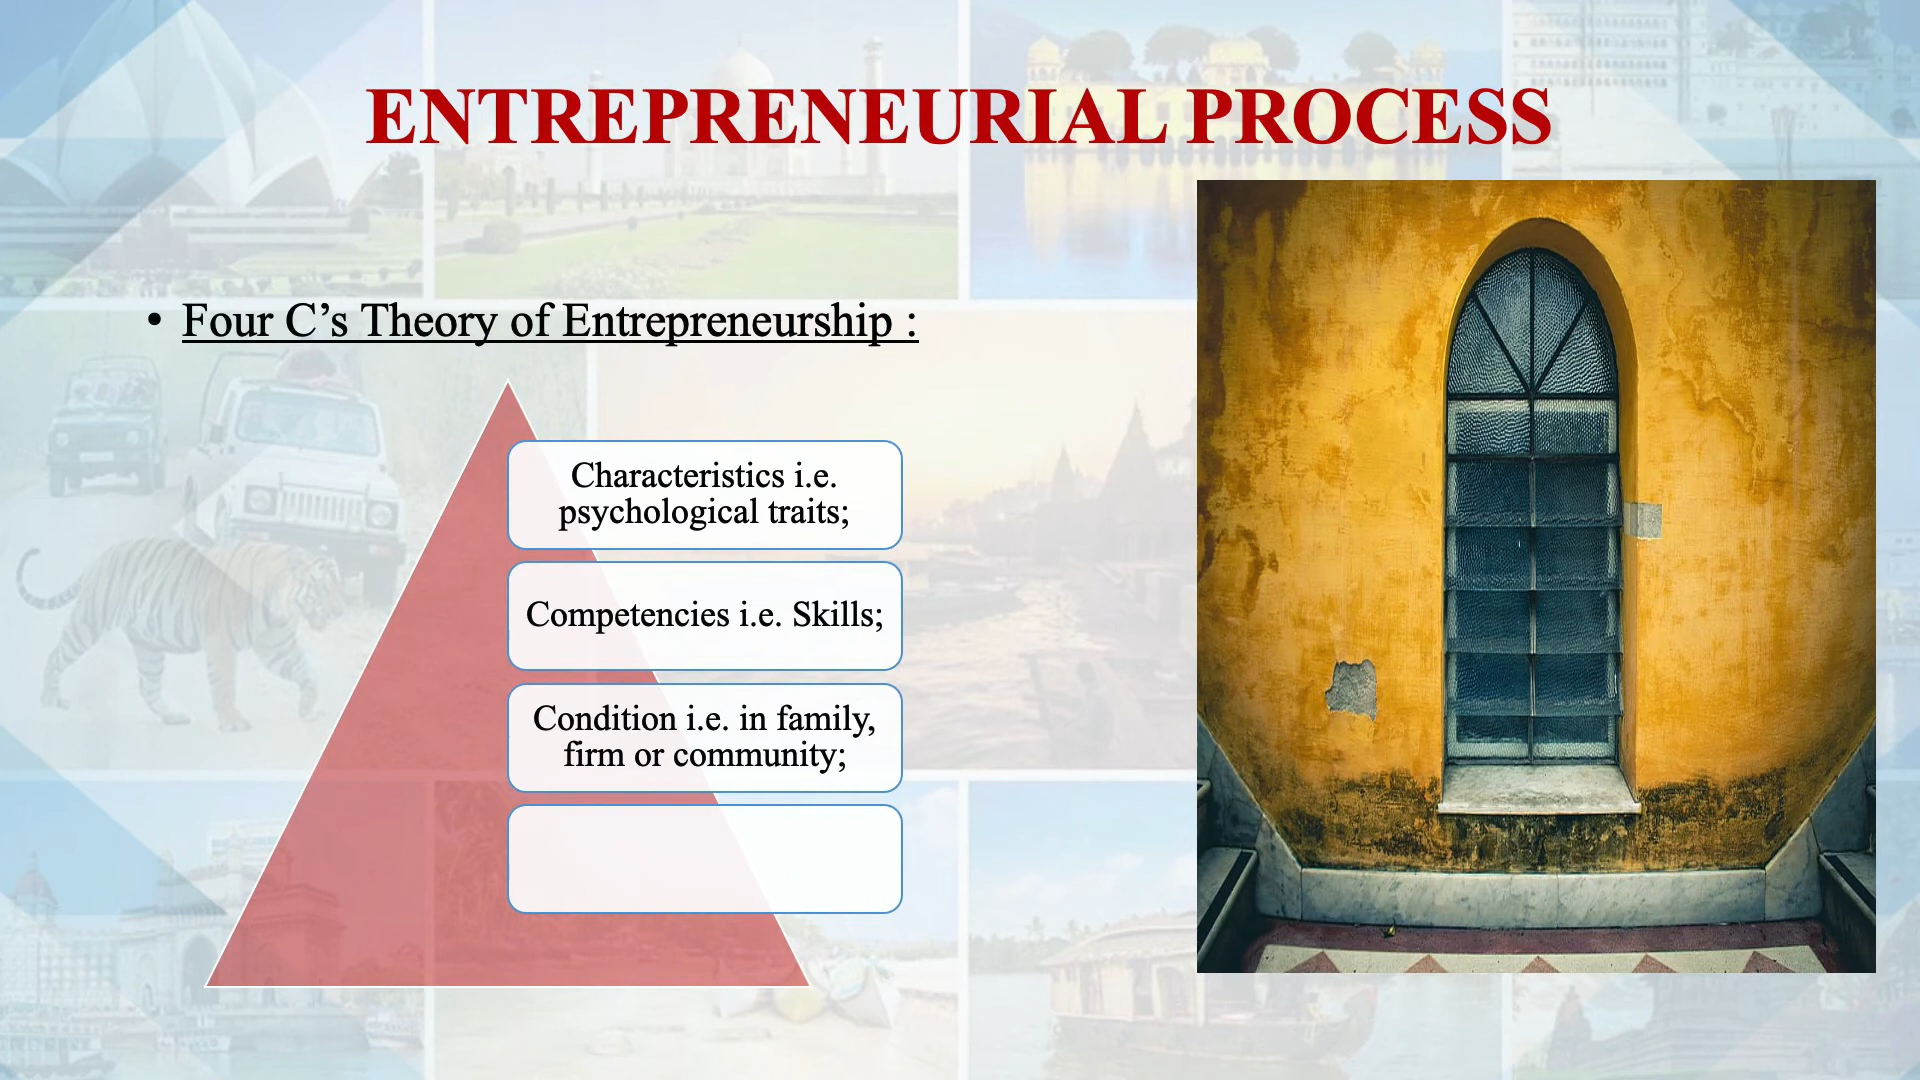 ENTREPRENEURIAL PROCESS
• Four C’s Theory of Entrepreneurship :
Characteristics i.e.
psychological traits;
Competencies i.e. Skills;
Condition i.e. in family,
firm or community;